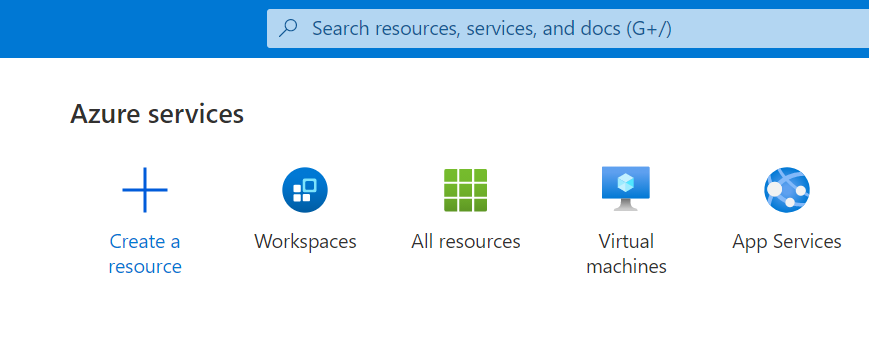 Search resources, services, and docs (G+/)
Azure services
Create a
resource
Workspaces
All resources
Virtual
machines
App Services